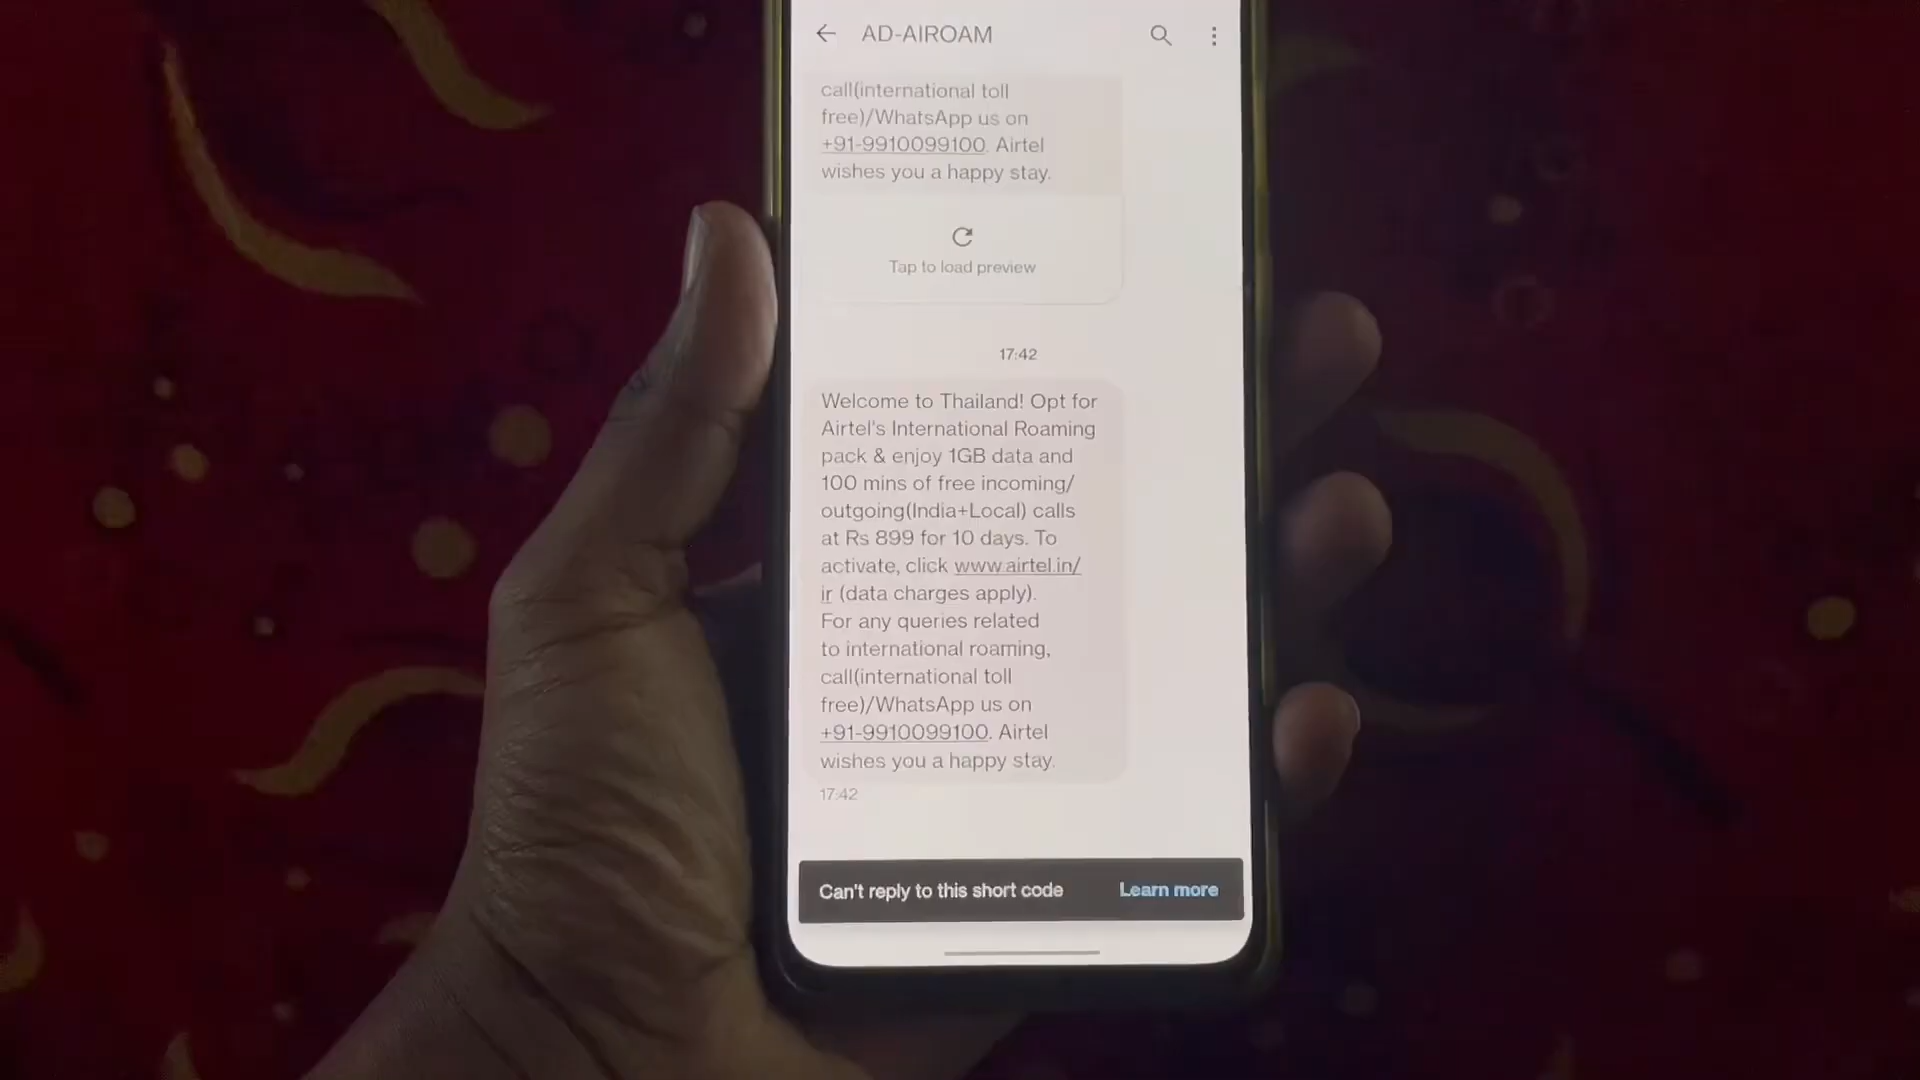 AD-AIROAM
call(international toll
free)/WhatsApp us on
+91-9910099100. Airtel
wishes you a happy stay.
Tap to load preview
17:42
Welcome to Thailand! Opt for
Airtel's International Roaming
pack & enjoy 1GB data and
100 mins of free incoming/
outgoing(India+Local) calls
at Rs 899 for 10 days. To
activate, click www.airtel.in/
ir (data charges apply).
For any queries related
to international roaming,
call(international toll
free)/WhatsApp us on
+91-9910099100. Airtel
wishes you a happy stay.
17:42
Can't reply to this short code Learn more